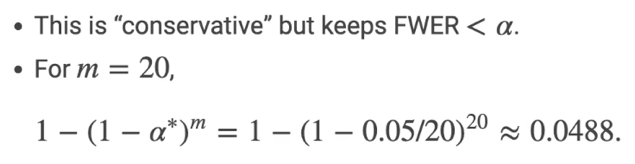 • This is “conservative” but keeps FWER < α.
• For m = 20,
1 − (1 − α*)ᵐ = 1 − (1 − 0.05/20)²⁰ ≈ 0.0488.